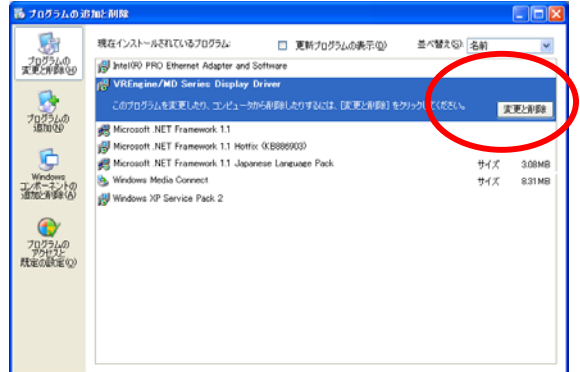 プログラムの追加と削除
現在インストールされているプログラム:
更新プログラムの表示(D)
並べ替え(S):
名前
プログラムの
変更と削除(H)
プログラムの
追加(N)
Windows
コンポーネントの
追加と削除(A)
プログラムの
アクセスと
既定の設定(O)
Intel(R) PRO Ethernet Adapter and Software
VREngine/MD Series Display Driver
このプログラムを変更したり、コンピュータから削除したりするには、[変更と削除] をクリックしてください。
変更と削除
Microsoft .NET Framework 1.1
Microsoft .NET Framework 1.1 Hotfix (KB886903)
Microsoft .NET Framework 1.1 Japanese Language Pack サイズ 3.08MB
Windows Media Connect サイズ 8.31MB
Windows XP Service Pack 2